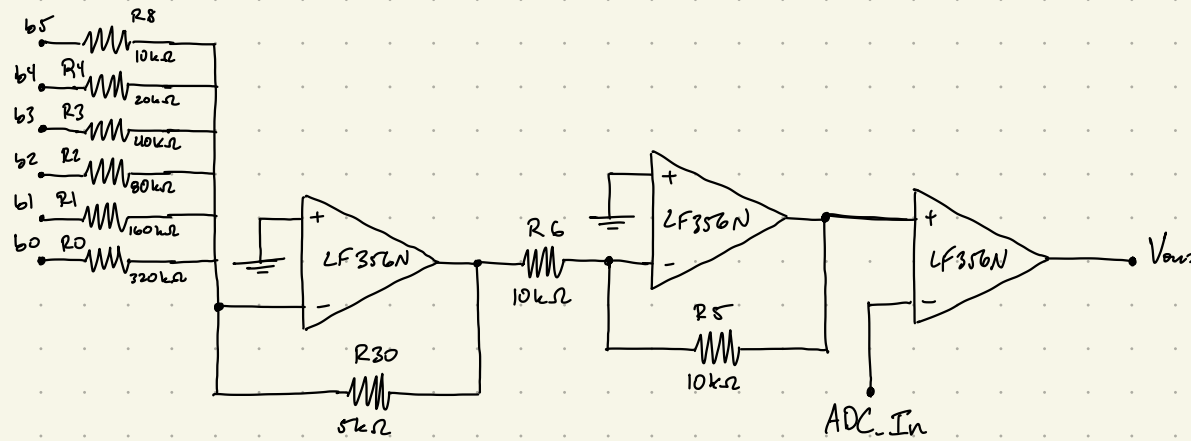 b5
R8
10kΩ
b4
R4
20kΩ
b3
R3
40kΩ
b2
R2
80kΩ
b1
R1
160kΩ
b0
R0
320kΩ
+
-
LF356N
R30
5kΩ
R6
10kΩ
+
-
LF356N
R5
10kΩ
+
-
LF356N
ADC_In